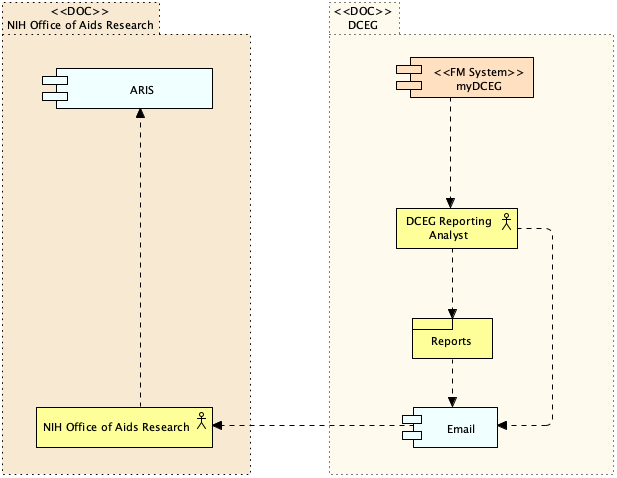 <<DOC>>
NIH Office of Aids Research
<<DOC>>
DCEG
ARIS
<<FM System>>
myDCEG
DCEG Reporting
Analyst
Reports
NIH Office of Aids Research
Email